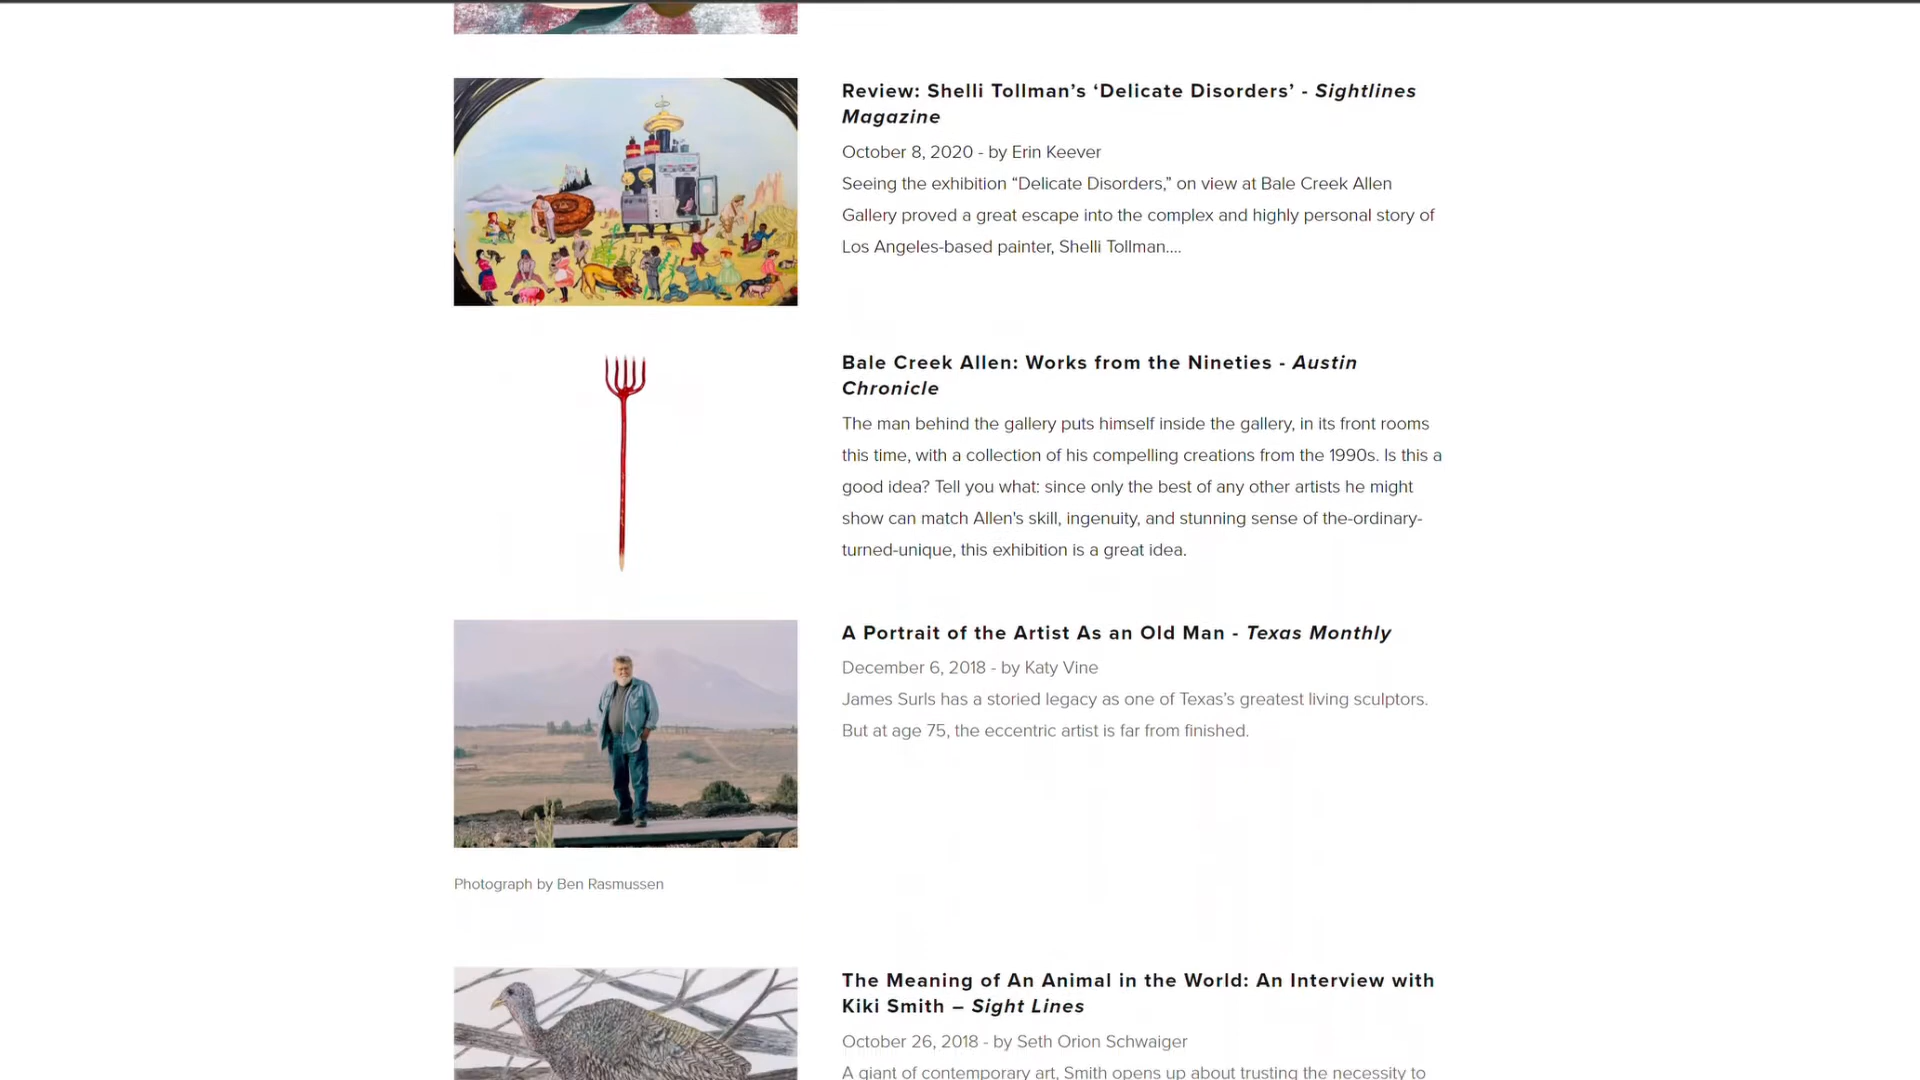 Review: Shelli Tollman’s ‘Delicate Disorders’ - Sightlines
Magazine
October 8, 2020 - by Erin Keever
Seeing the exhibition “Delicate Disorders,” on view at Bale Creek Allen
Gallery proved a great escape into the complex and highly personal story of
Los Angeles-based painter, Shelli Tollman....
Bale Creek Allen: Works from the Nineties - Austin
Chronicle
The man behind the gallery puts himself inside the gallery, in its front rooms
this time, with a collection of his compelling creations from the 1990s. Is this a
good idea? Tell you what: since only the best of any other artists he might
show can match Allen's skill, ingenuity, and stunning sense of the-ordinary-
turned-unique, this exhibition is a great idea.
A Portrait of the Artist As an Old Man - Texas Monthly
December 6, 2018 - by Katy Vine
James Surls has a storied legacy as one of Texas’s greatest living sculptors.
But at age 75, the eccentric artist is far from finished.
Photograph by Ben Rasmussen
The Meaning of An Animal in the World: An Interview with
Kiki Smith – Sight Lines
October 26, 2018 - by Seth Orion Schwaiger
A giant of contemporary art, Smith opens up about trusting the necessity to